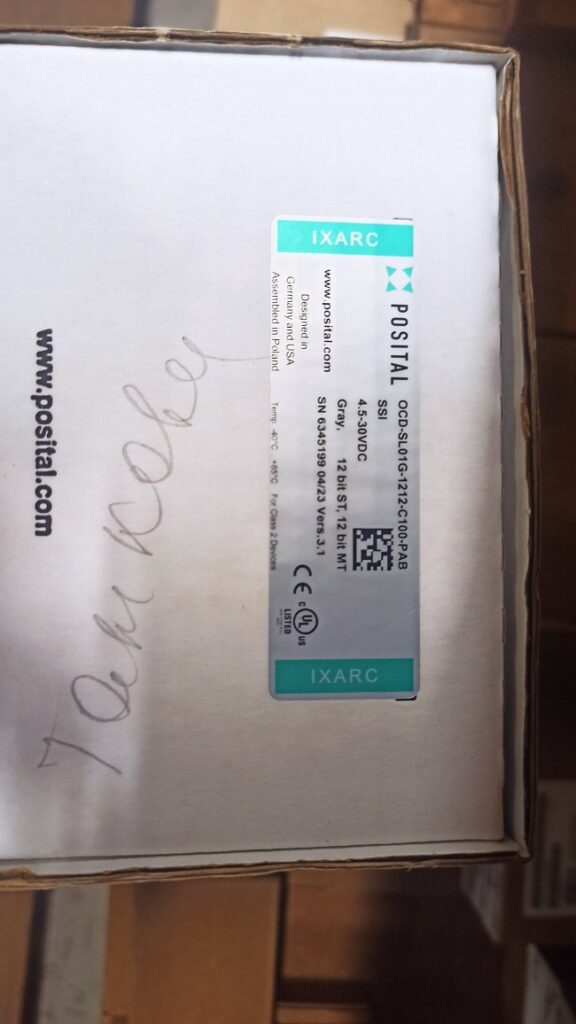 IXARC
POSITAL
www.posital.com
Designed in
Germany and USA
Assembled in Poland
OCD-SL01G-1212-C100-PAB
SSI
4.5-30VDC
Gray, 12 bit ST, 12 bit MT
SN 6345199 04/23 Vers.3.1
Temp -40°C +85°C For Class 2 Devices
CE
c UL US
LISTED
IXARC
www.posital.com